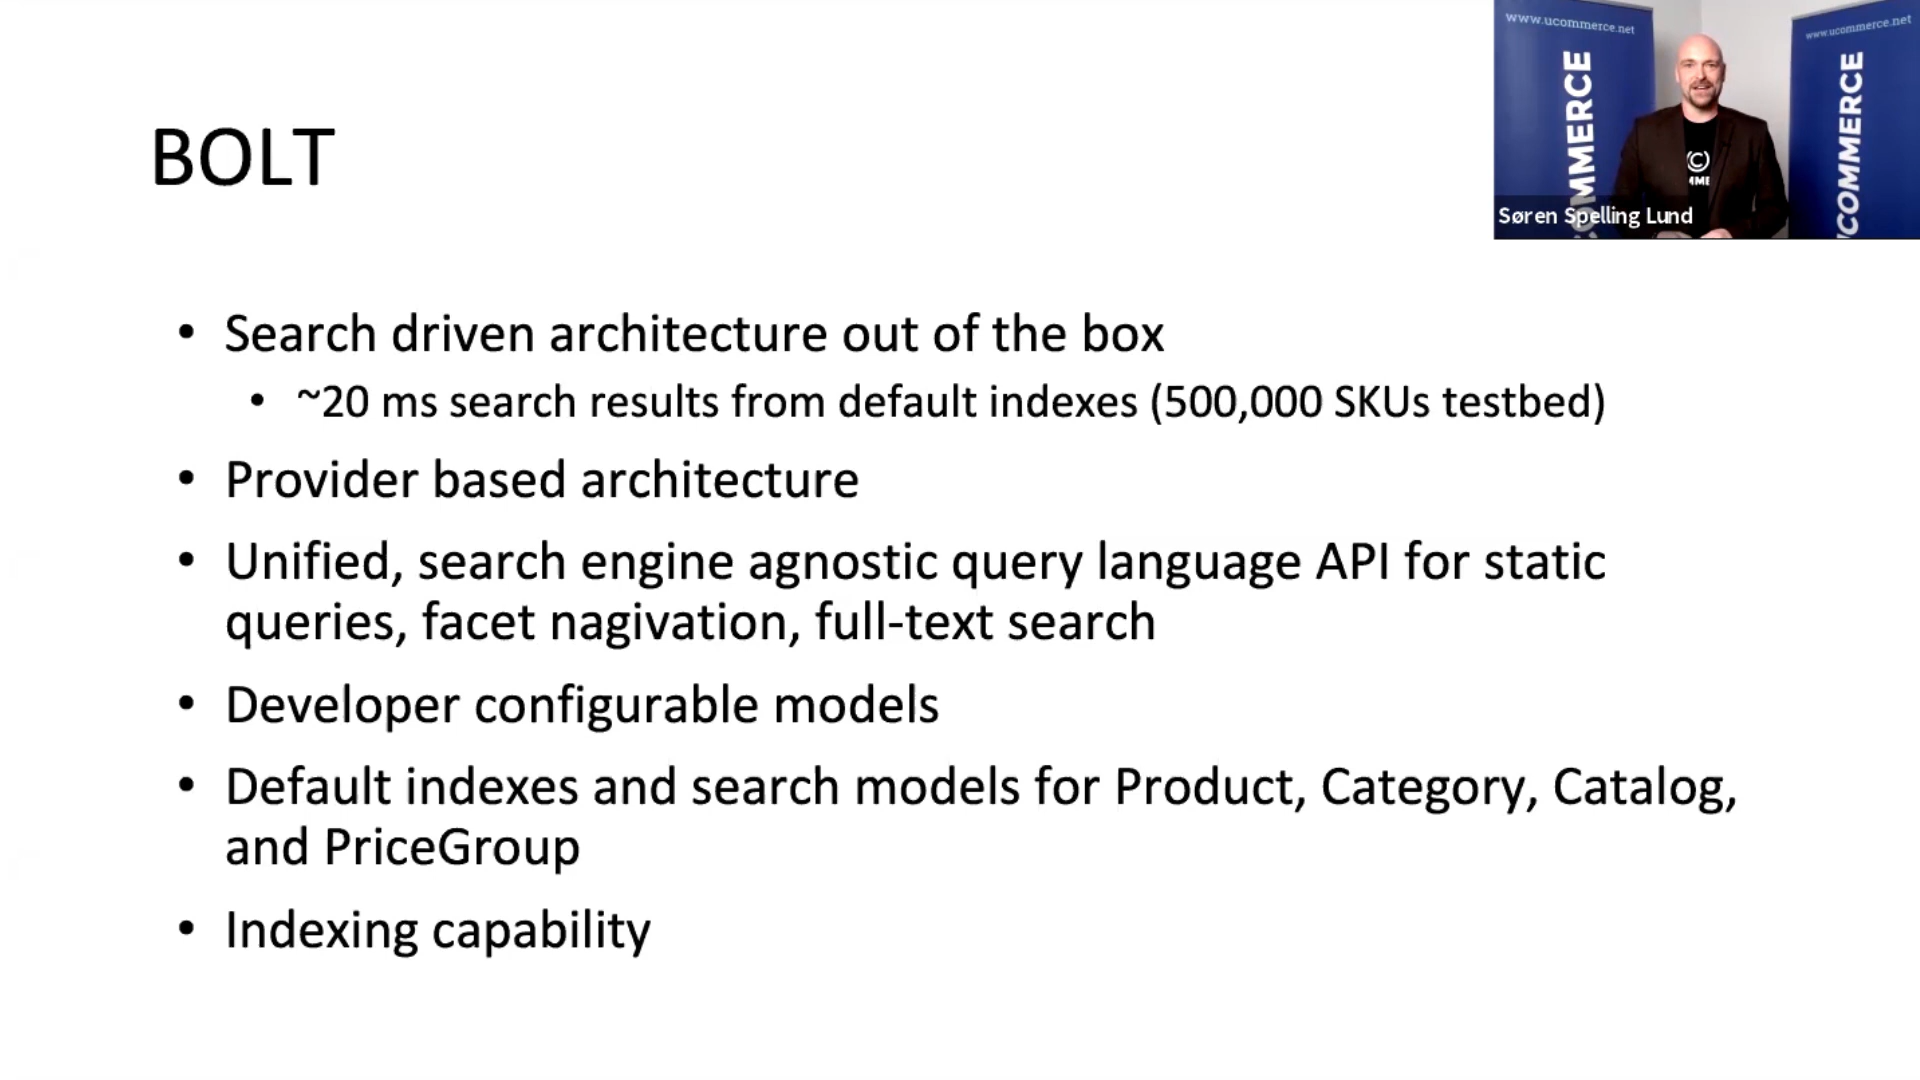 BOLT
www.ucommerce.net
www.ucommerce.net
COMMERCE
UCOMMERCE
(C)
MME
Søren Spelling Lund
• Search driven architecture out of the box
• ~20 ms search results from default indexes (500,000 SKUs testbed)
• Provider based architecture
• Unified, search engine agnostic query language API for static
queries, facet nagivation, full-text search
• Developer configurable models
• Default indexes and search models for Product, Category, Catalog,
and PriceGroup
• Indexing capability